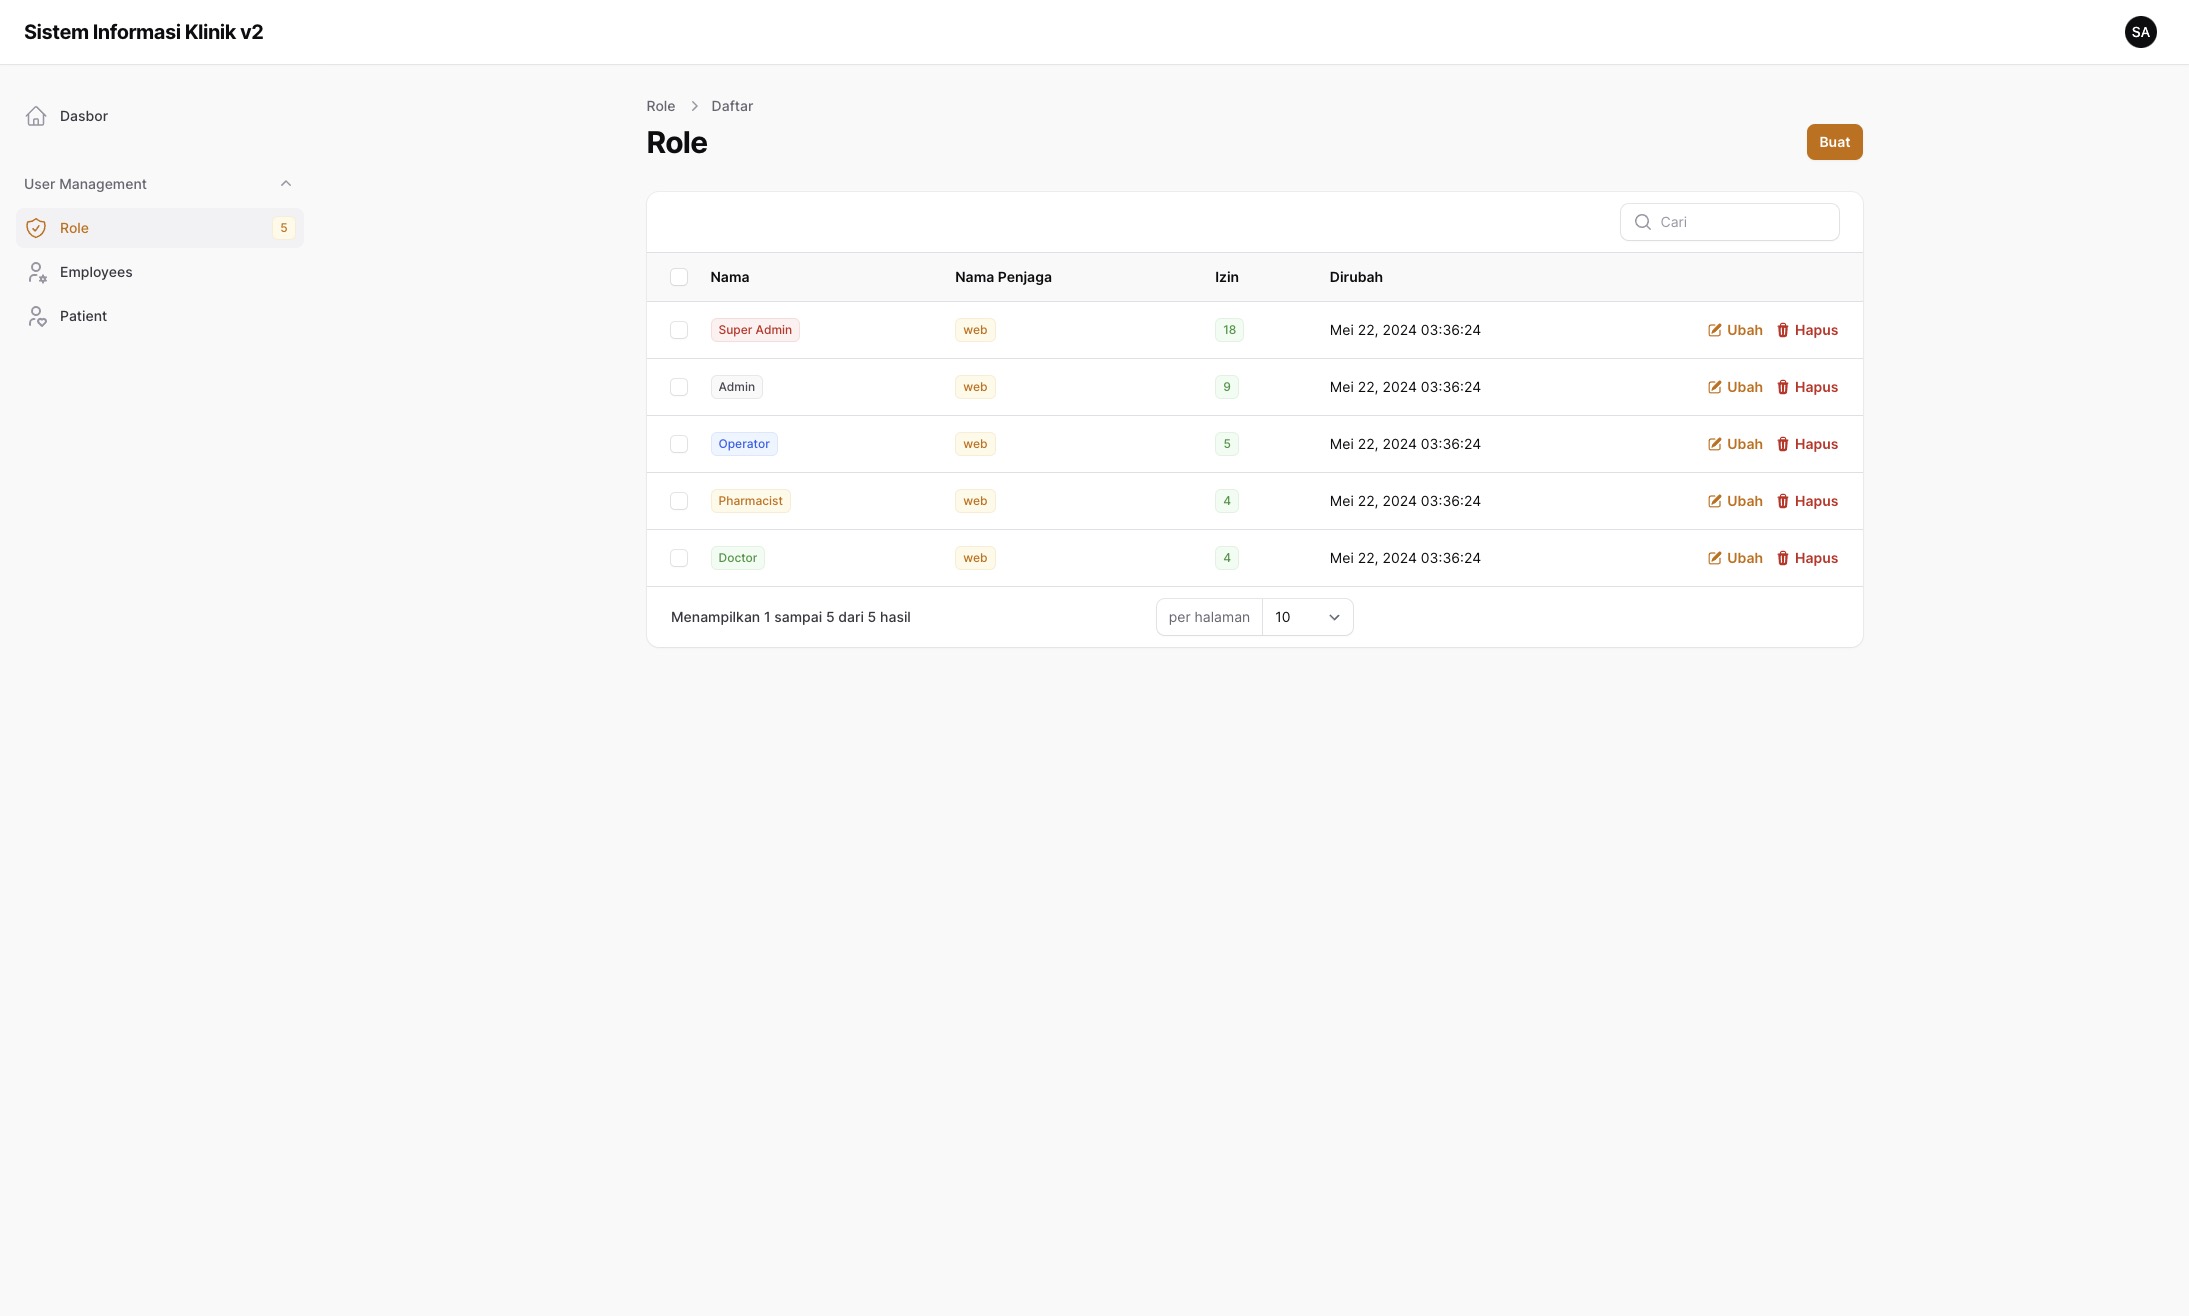 Sistem Informasi Klinik v2
SA
Dasbor
User Management
Role 5
Employees
Patient
Role Daftar
Role
Buat
Cari
Nama Nama Penjaga Izin Dirubah
Super Admin web 18 Mei 22, 2024 03:36:24 Ubah Hapus
Admin web 9 Mei 22, 2024 03:36:24 Ubah Hapus
Operator web 5 Mei 22, 2024 03:36:24 Ubah Hapus
Pharmacist web 4 Mei 22, 2024 03:36:24 Ubah Hapus
Doctor web 4 Mei 22, 2024 03:36:24 Ubah Hapus
Menampilkan 1 sampai 5 dari 5 hasil per halaman 10